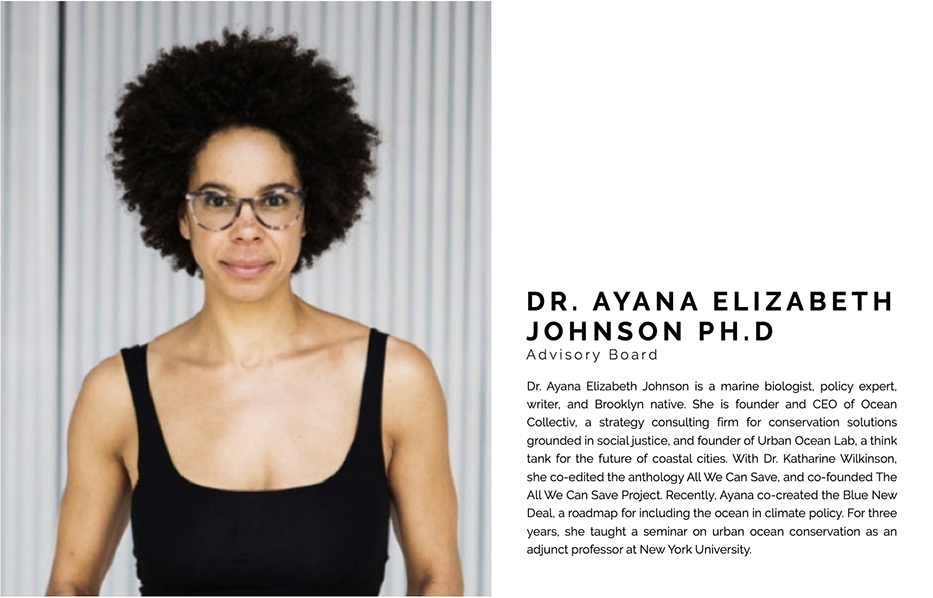 DR. AYANA ELIZABETH
JOHNSON PH.D
Advisory Board
Dr. Ayana Elizabeth Johnson is a marine biologist, policy expert,
writer, and Brooklyn native. She is founder and CEO of Ocean
Collectiv, a strategy consulting firm for conservation solutions
grounded in social justice, and founder of Urban Ocean Lab, a think
tank for the future of coastal cities. With Dr. Katharine Wilkinson,
she co-edited the anthology All We Can Save, and co-founded The
All We Can Save Project. Recently, Ayana co-created the Blue New
Deal, a roadmap for including the ocean in climate policy. For three
years, she taught a seminar on urban ocean conservation as an
adjunct professor at New York University.